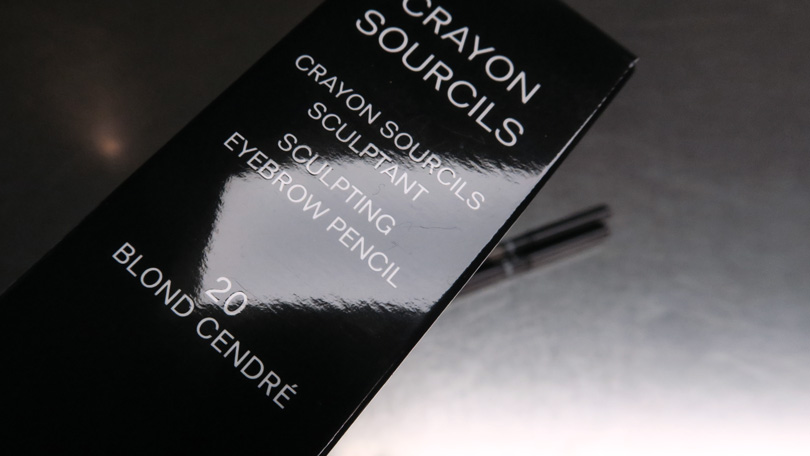 CRAYON
SOURCILS
CRAYON SOURCILS
SCULPTANT
SCULPTING
EYEBROW PENCIL
20
BLOND CENDRÉ